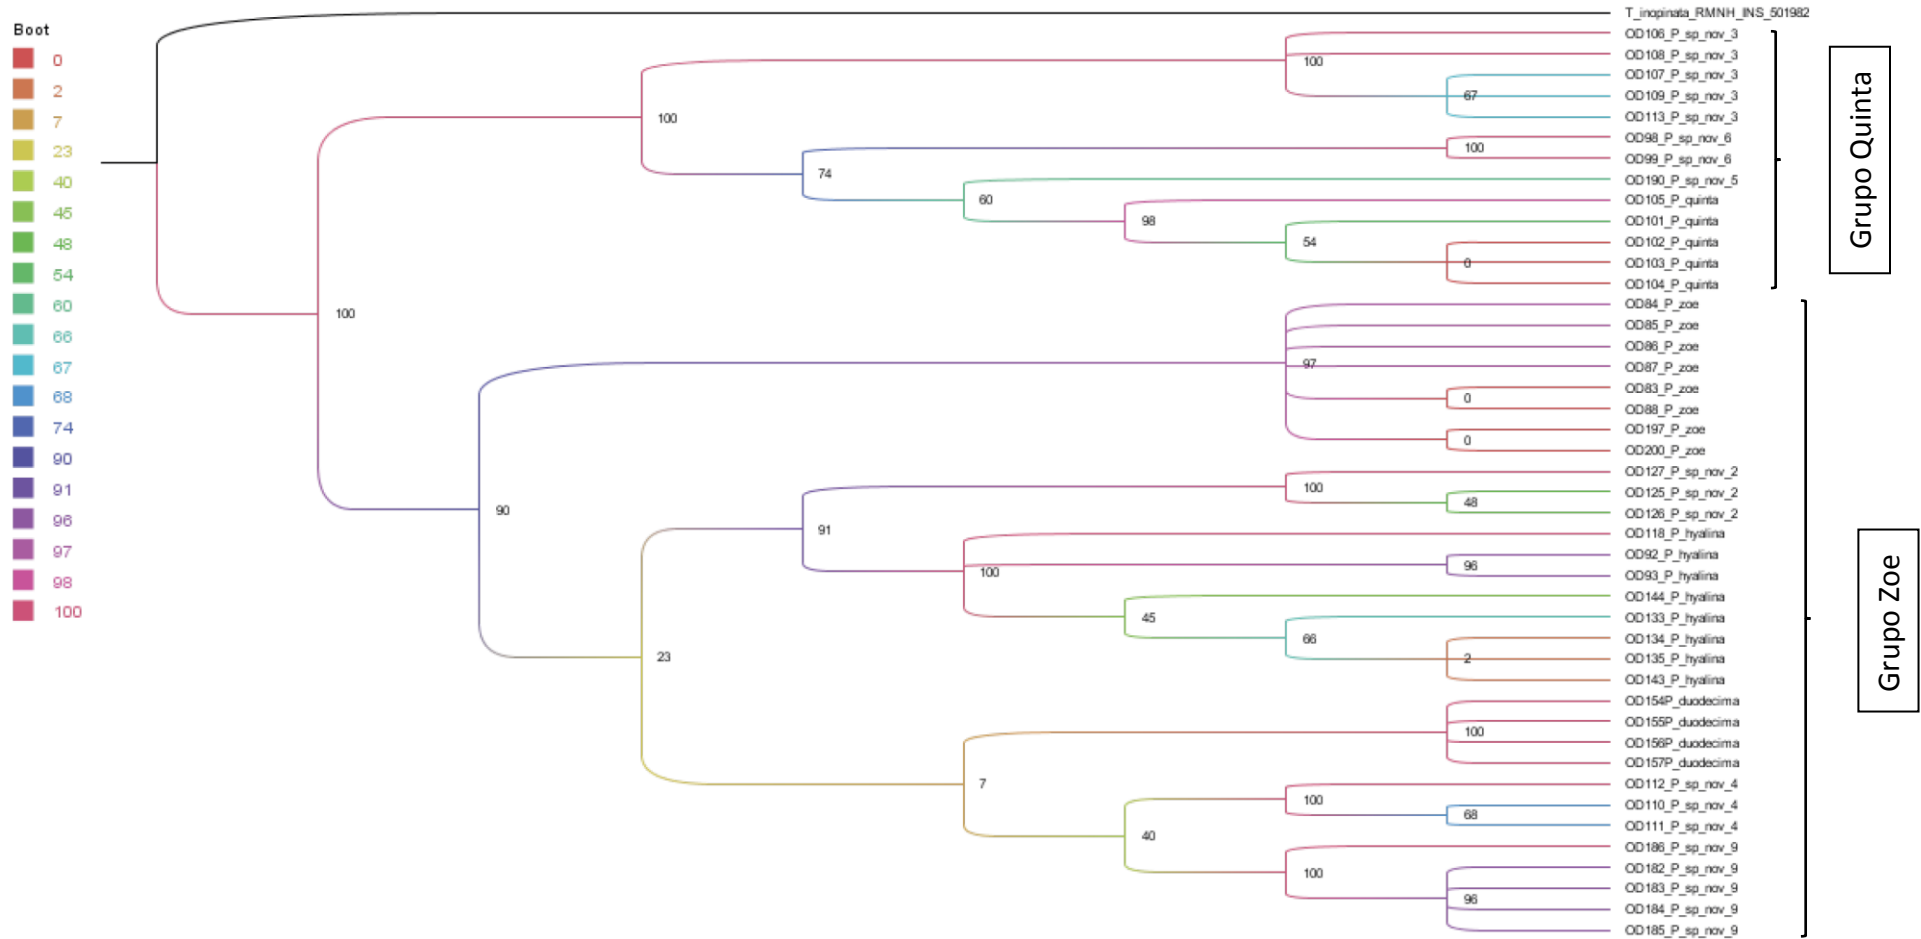 Boot
0
2
7
23
40
45
48
54
60
66
67
68
74
90
91
96
97
98
100
T_inopinata_RMNH_INS_501982
OD106_P_sp_nov_3
OD108_P_sp_nov_3
100
OD107_P_sp_nov_3
67
OD109_P_sp_nov_3
OD113_P_sp_nov_3
100
OD98_P_sp_nov_6
100
OD99_P_sp_nov_6
74
OD190_P_sp_nov_5
60
OD105_P_quinta
98
OD101_P_quinta
54
OD102_P_quinta
0
OD103_P_quinta
OD104_P_quinta
Grupo Quinta
100
OD84_P_zoe
OD85_P_zoe
OD86_P_zoe
97
OD87_P_zoe
OD83_P_zoe
0
OD88_P_zoe
OD197_P_zoe
0
OD200_P_zoe
90
OD127_P_sp_nov_2
100
OD125_P_sp_nov_2
48
OD126_P_sp_nov_2
91
OD118_P_hyalina
100
OD92_P_hyalina
96
OD93_P_hyalina
OD144_P_hyalina
45
OD133_P_hyalina
66
OD134_P_hyalina
2
OD135_P_hyalina
OD143_P_hyalina
23
OD154P_duodecima
OD155P_duodecima
100
OD156P_duodecima
OD157P_duodecima
7
OD112_P_sp_nov_4
100
OD110_P_sp_nov_4
68
OD111_P_sp_nov_4
40
OD186_P_sp_nov_9
100
OD182_P_sp_nov_9
OD183_P_sp_nov_9
96
OD184_P_sp_nov_9
OD185_P_sp_nov_9
Grupo Zoe